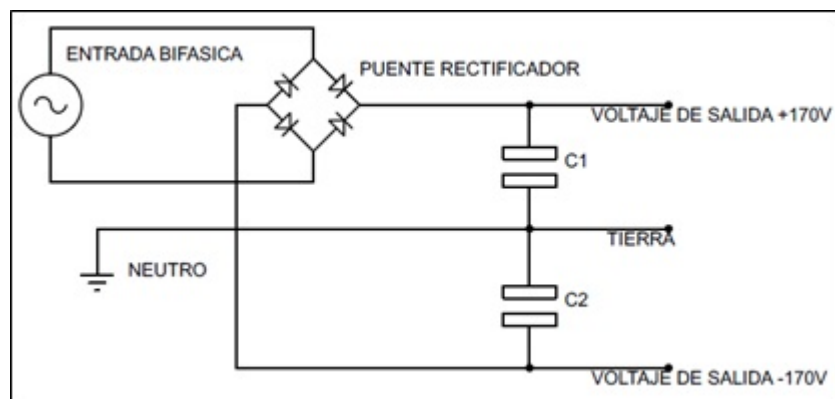 ENTRADA BIFASICA
PUENTE RECTIFICADOR
VOLTAJE DE SALIDA +170V
C1
TIERRA
NEUTRO
C2
VOLTAJE DE SALIDA -170V